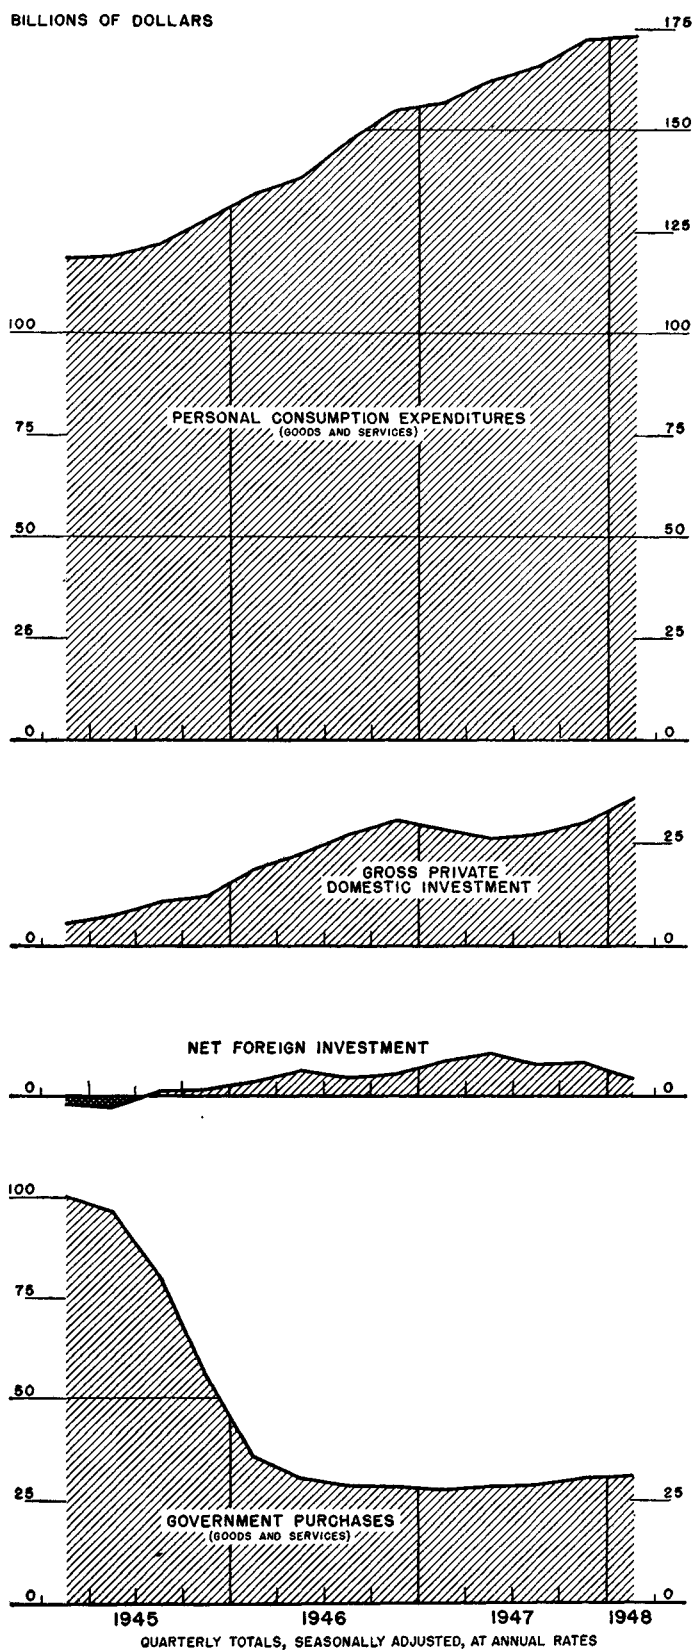 BILLIONS OF DOLLARS
175
150
125
100 100
PERSONAL CONSUMPTION EXPENDITURES
(GOODS AND SERVICES)
75 75
50 50
25 25
0 0
25
GROSS PRIVATE
DOMESTIC INVESTMENT
0 0
NET FOREIGN INVESTMENT
0 0
100
75
50
25 25
GOVERNMENT PURCHASES
(GOODS AND SERVICES)
0 0
1945 1946 1947 1948
QUARTERLY TOTALS, SEASONALLY ADJUSTED, AT ANNUAL RATES